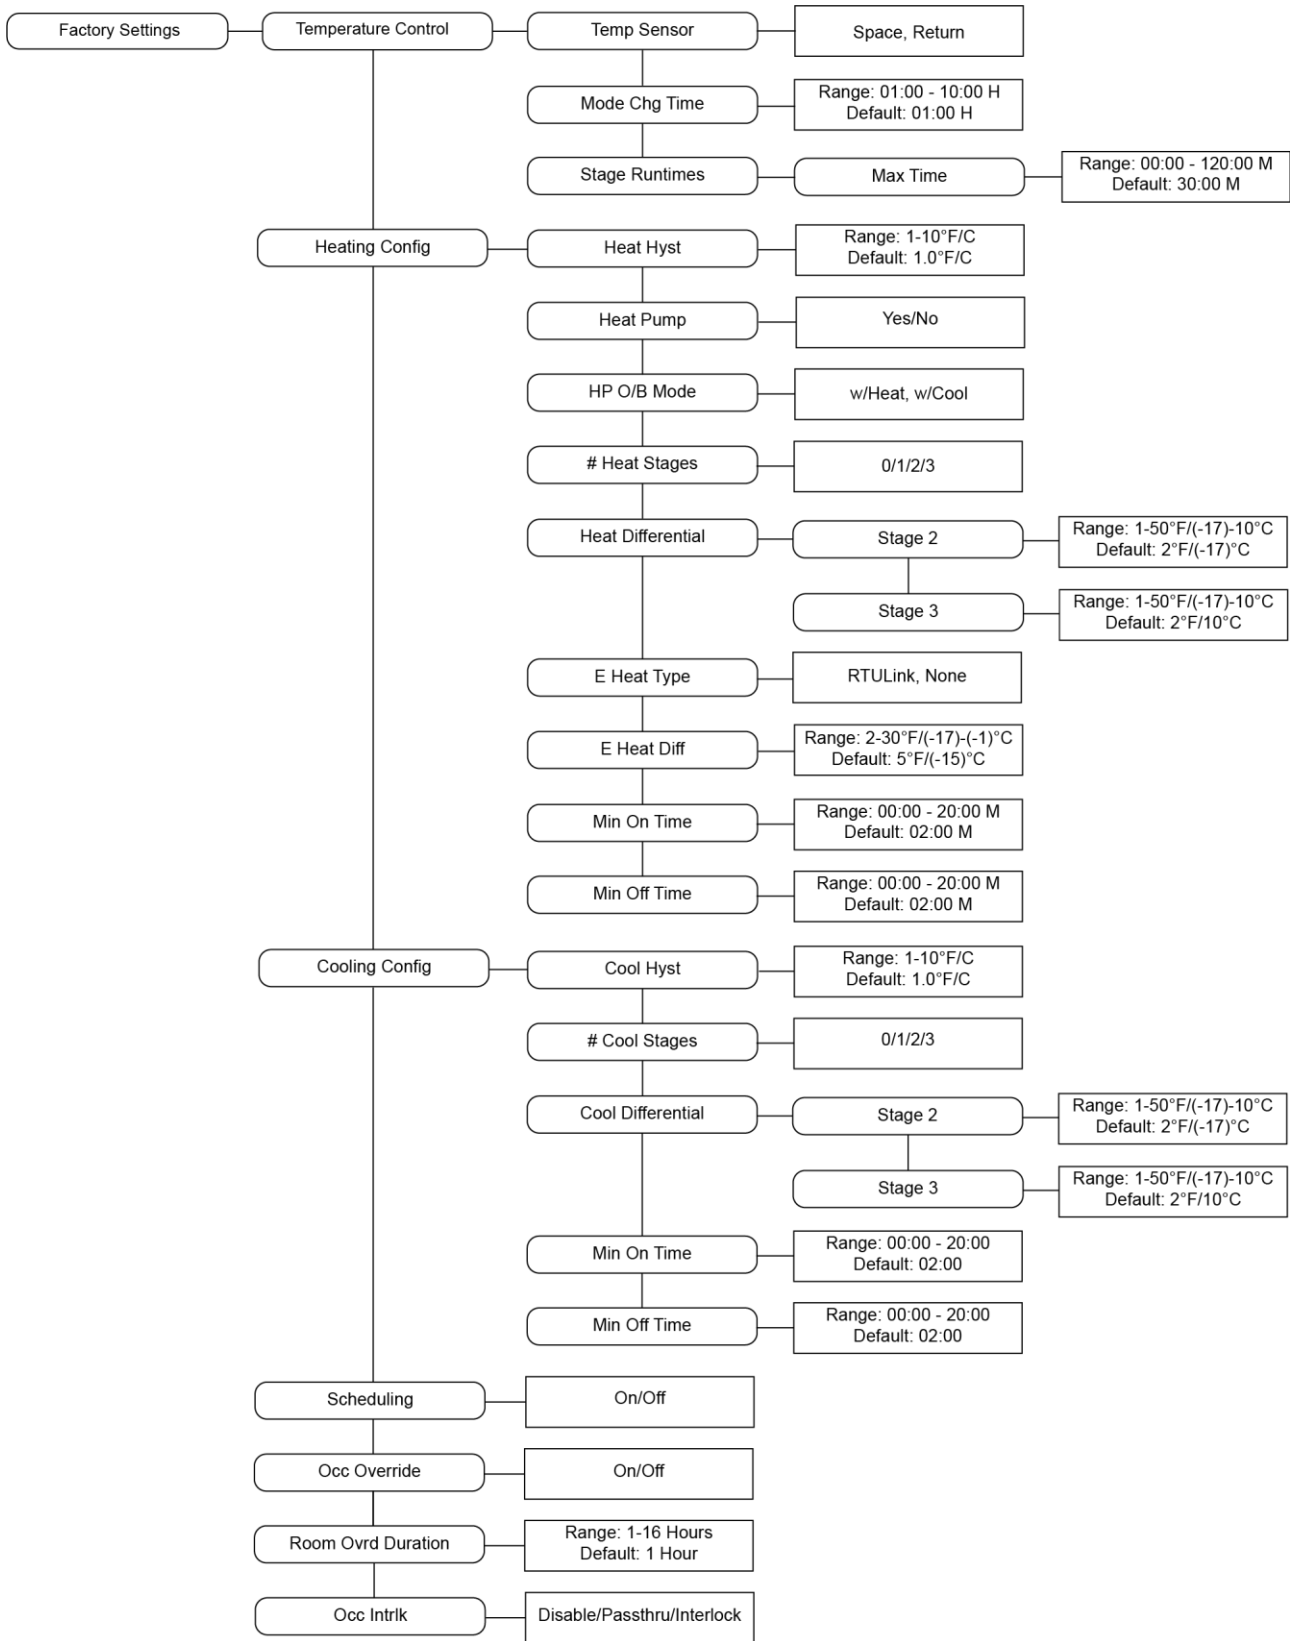 Factory Settings
Temperature Control
Temp Sensor
Space, Return
Mode Chg Time
Range: 01:00 - 10:00 H
Default: 01:00 H
Stage Runtimes
Max Time
Range: 00:00 - 120:00 M
Default: 30:00 M
Heating Config
Heat Hyst
Range: 1-10°F/C
Default: 1.0°F/C
Heat Pump
Yes/No
HP O/B Mode
w/Heat, w/Cool
# Heat Stages
0/1/2/3
Heat Differential
Stage 2
Range: 1-50°F/(-17)-10°C
Default: 2°F/(-17)°C
Stage 3
Range: 1-50°F/(-17)-10°C
Default: 2°F/10°C
E Heat Type
RTULink, None
E Heat Diff
Range: 2-30°F/(-17)-(-1)°C
Default: 5°F/(-15)°C
Min On Time
Range: 00:00 - 20:00 M
Default: 02:00 M
Min Off Time
Range: 00:00 - 20:00 M
Default: 02:00 M
Cooling Config
Cool Hyst
Range: 1-10°F/C
Default: 1.0°F/C
# Cool Stages
0/1/2/3
Cool Differential
Stage 2
Range: 1-50°F/(-17)-10°C
Default: 2°F/(-17)°C
Stage 3
Range: 1-50°F/(-17)-10°C
Default: 2°F/10°C
Min On Time
Range: 00:00 - 20:00
Default: 02:00
Min Off Time
Range: 00:00 - 20:00
Default: 02:00
Scheduling
On/Off
Occ Override
On/Off
Room Ovrd Duration
Range: 1-16 Hours
Default: 1 Hour
Occ Intrlk
Disable/Passthru/Interlock